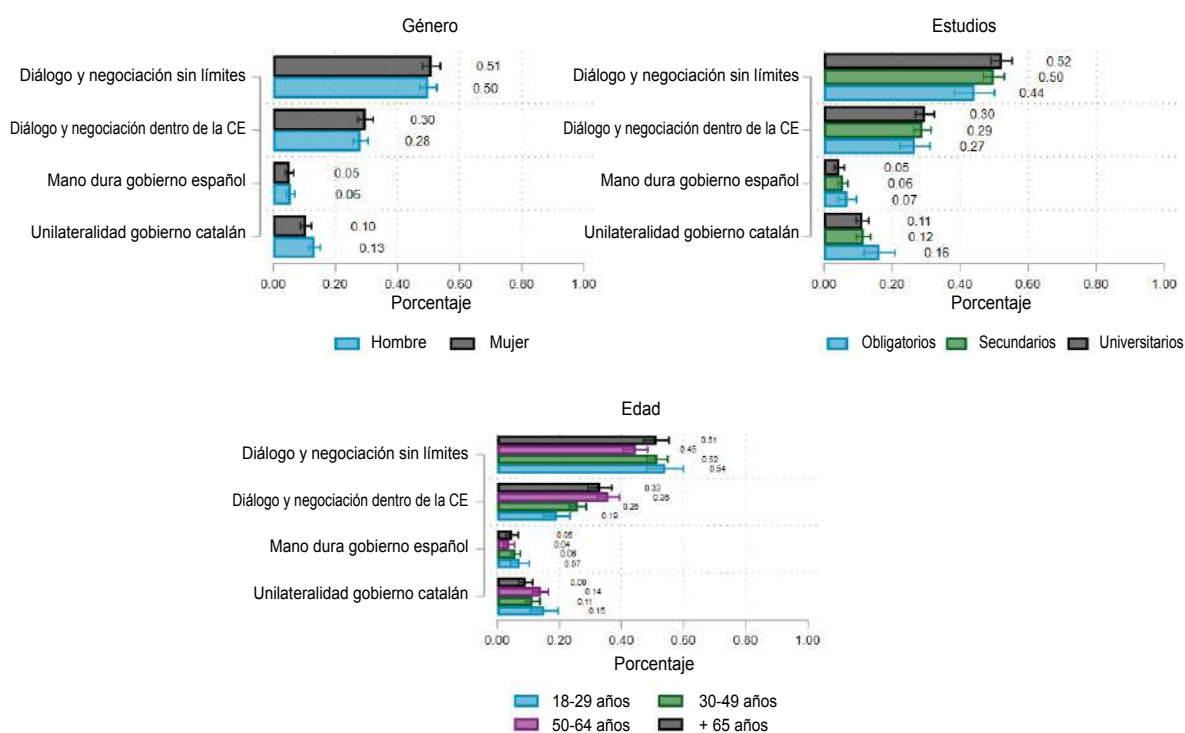 Género
Diálogo y negociación sin límites
0.51
0.50
Diálogo y negociación dentro de la CE
0.30
0.28
Mano dura gobierno español
0.05
0.06
Unilateralidad gobierno catalán
0.10
0.13
0.00 0.20 0.40 0.60 0.80 1.00
Porcentaje
Hombre Mujer
Estudios
Diálogo y negociación sin límites
0.52
0.50
0.44
Diálogo y negociación dentro de la CE
0.30
0.29
0.27
Mano dura gobierno español
0.05
0.06
0.07
Unilateralidad gobierno catalán
0.11
0.12
0.16
0.00 0.20 0.40 0.60 0.80 1.00
Porcentaje
Obligatorios Secundarios Universitarios
Edad
Diálogo y negociación sin límites
0.51
0.45
0.52
0.54
Diálogo y negociación dentro de la CE
0.33
0.36
0.26
0.19
Mano dura gobierno español
0.05
0.04
0.06
0.07
Unilateralidad gobierno catalán
0.09
0.14
0.11
0.15
0.00 0.20 0.40 0.60 0.80 1.00
Porcentaje
18-29 años 30-49 años
50-64 años + 65 años